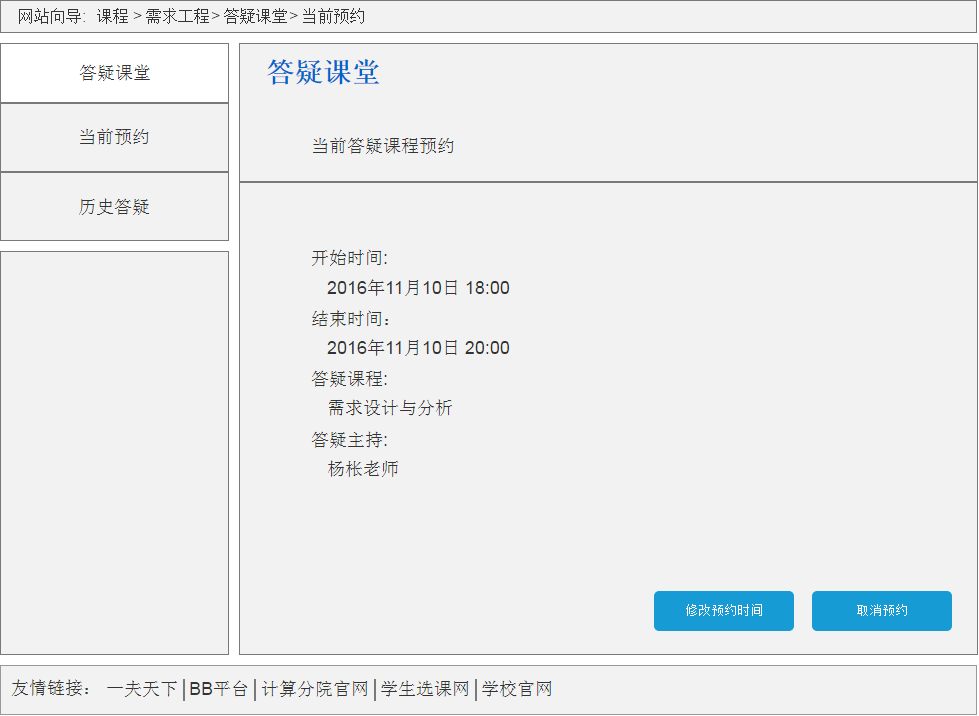 网站向导: 课程 > 需求工程> 答疑课堂> 当前预约
答疑课堂
当前预约
历史答疑
答疑课堂
当前答疑课程预约
开始时间:
2016年11月10日 18:00
结束时间：
2016年11月10日 20:00
答疑课程:
需求设计与分析
答疑主持:
杨枨老师
修改预约时间
取消预约
友情链接： 一夫天下│BB平台│计算分院官网│学生选课网│学校官网